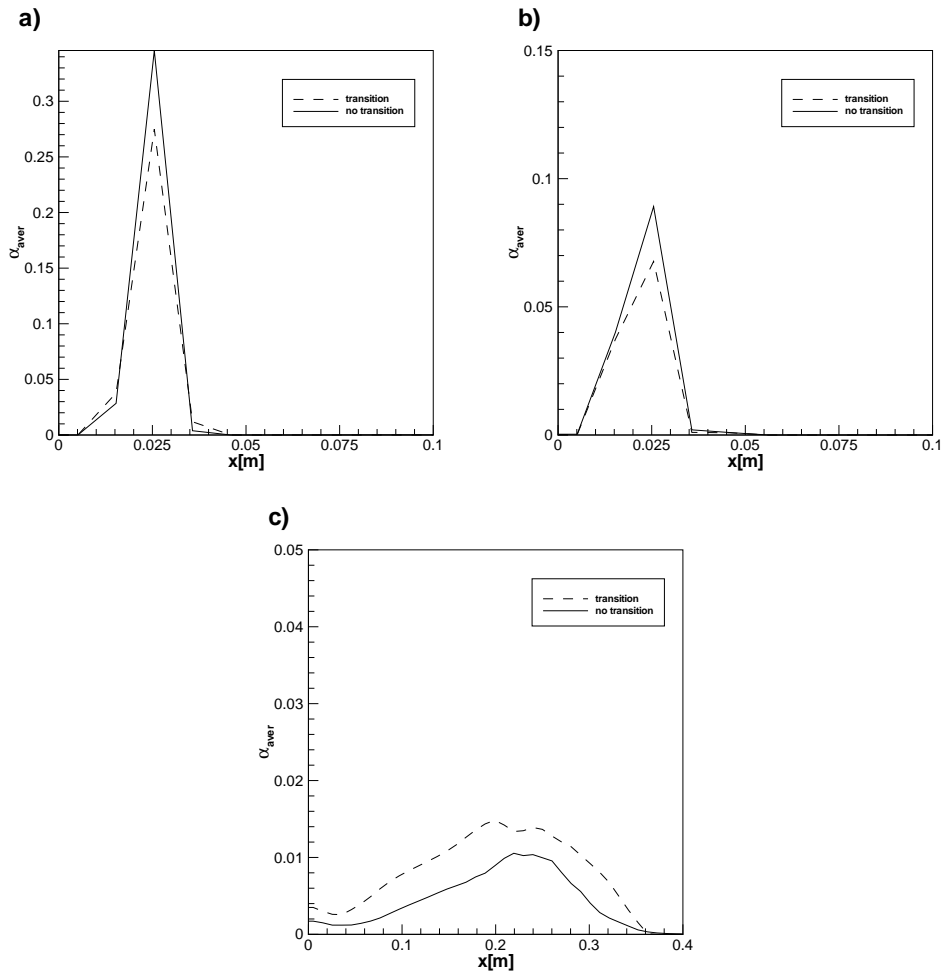 a)
0.3
0.25
0.2
0.15
0.1
0.05
0
α_aver
0
0.025
0.05
0.075
0.1
x[m]
transition
no transition
b)
0.15
0.1
0.05
0
α_aver
0
0.025
0.05
0.075
0.1
x[m]
transition
no transition
c)
0.05
0.04
0.03
0.02
0.01
0
α_aver
0
0.1
0.2
0.3
0.4
x[m]
transition
no transition